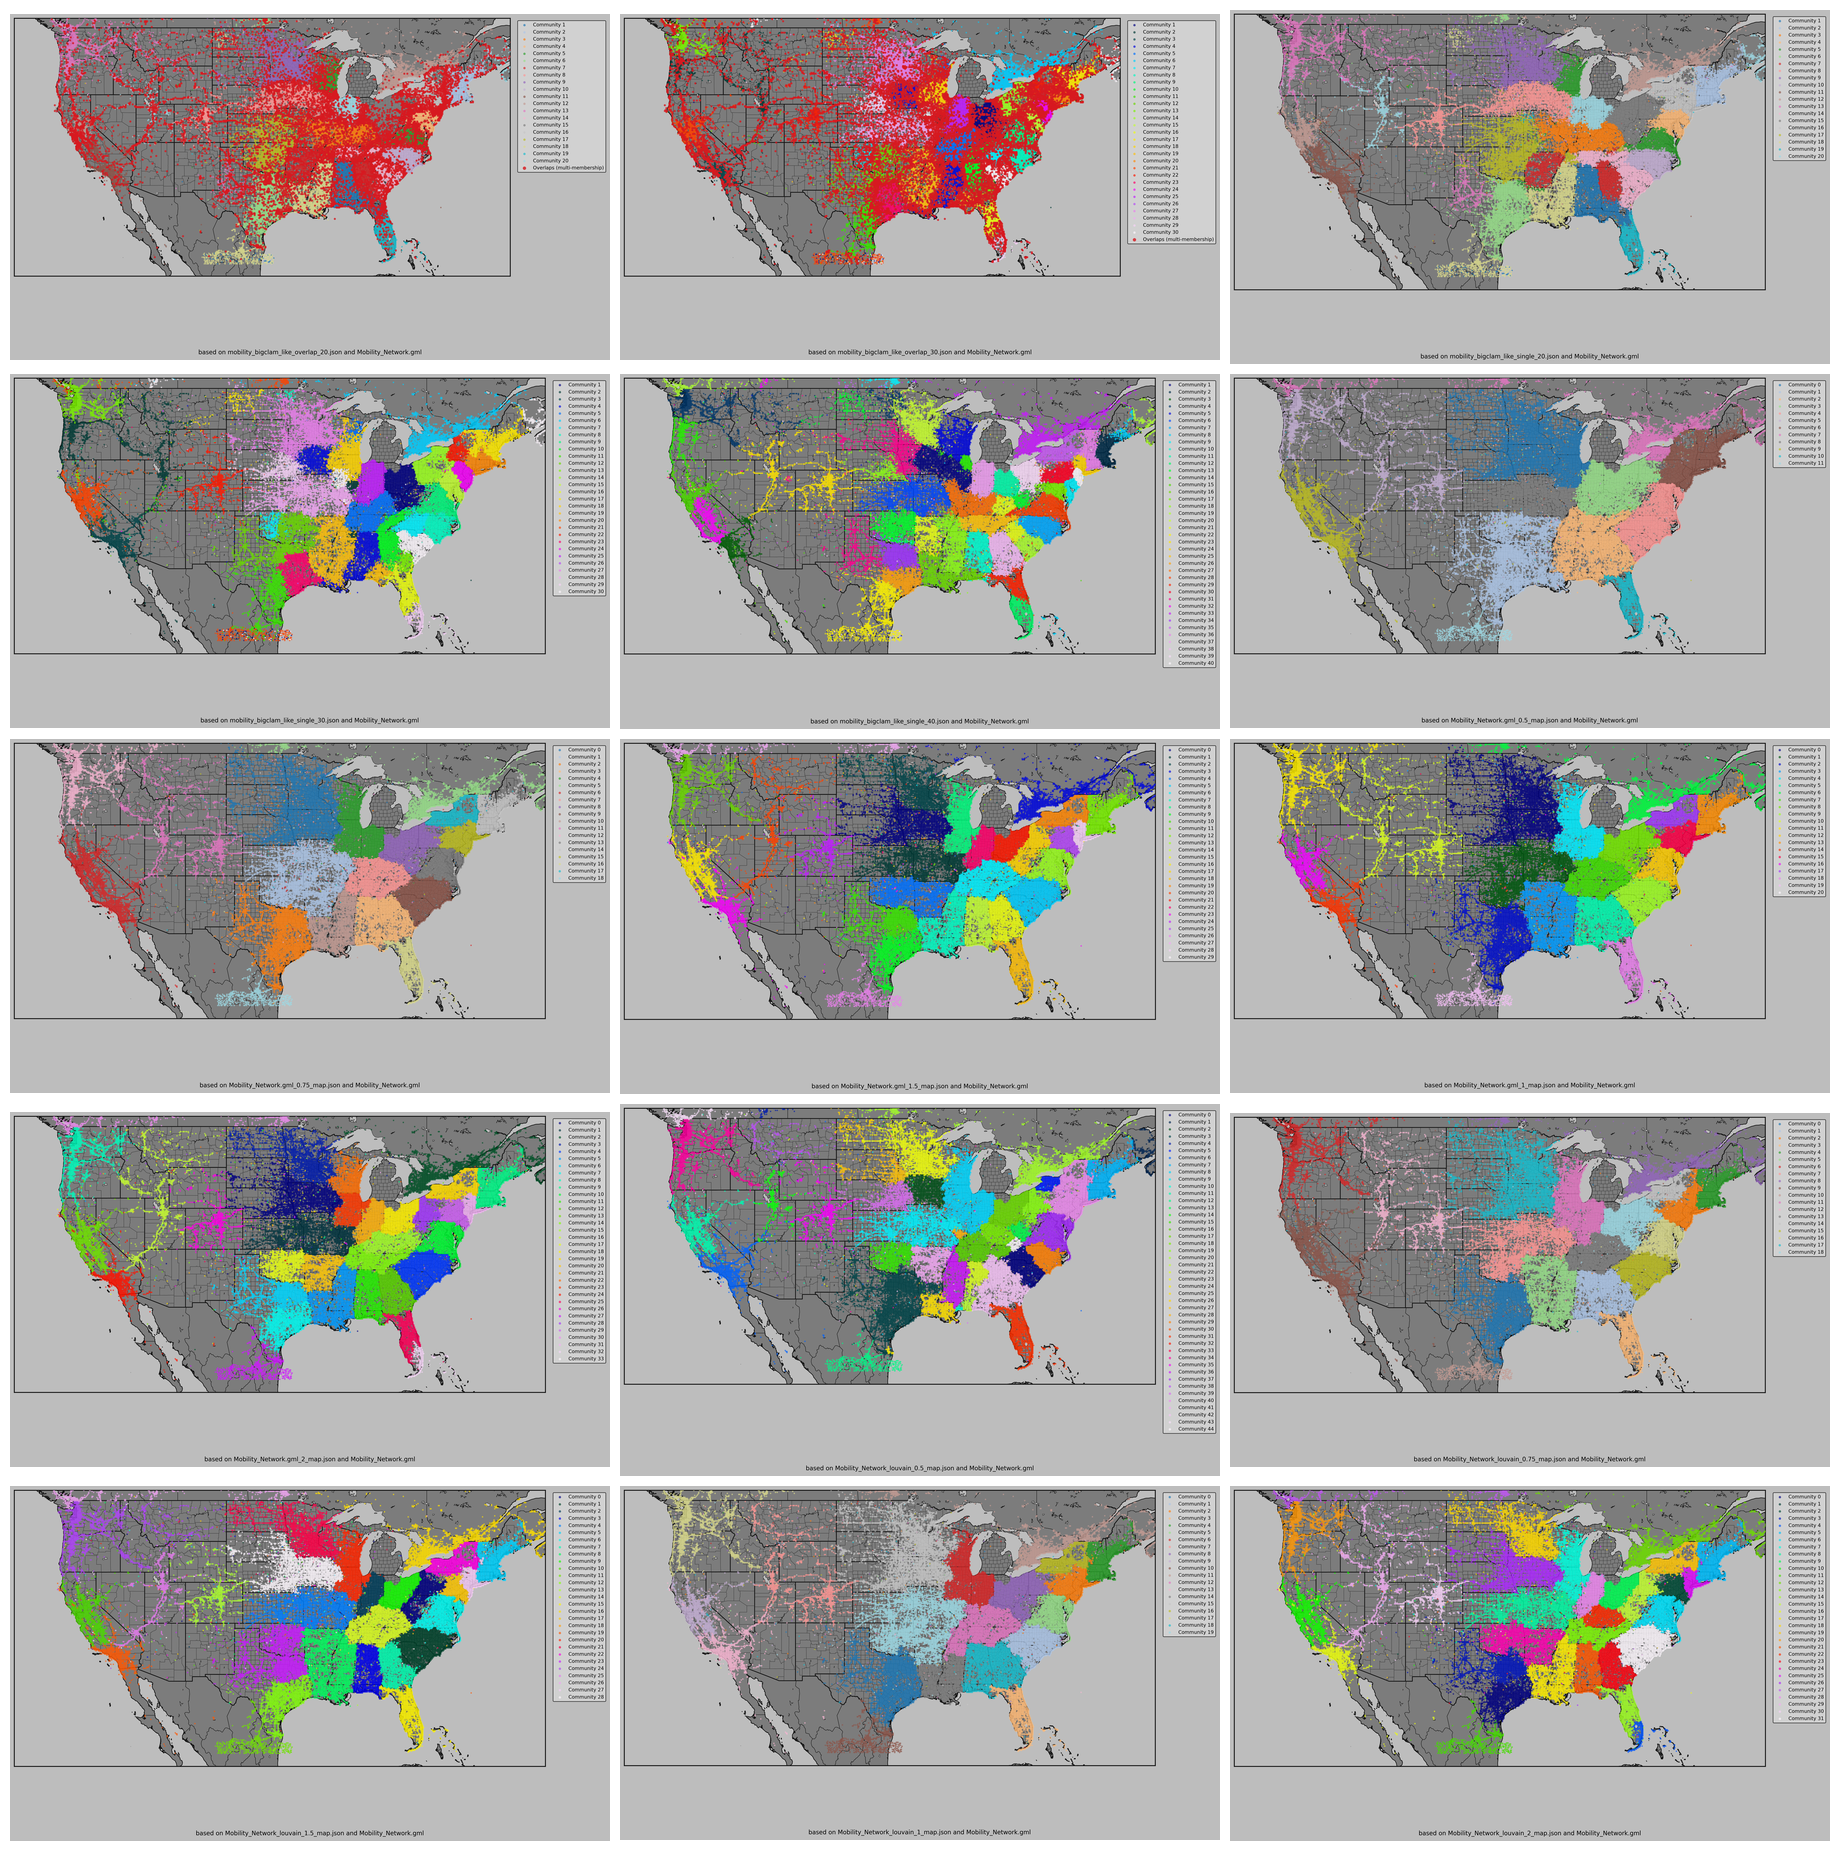 Community 1
Community 2
Community 3
Community 4
Community 5
Community 6
Community 7
Community 8
Community 9
Community 10
Community 11
Community 12
Community 13
Community 14
Community 15
Community 16
Community 17
Community 18
Community 19
Community 20
Overlaps (multi-membership)
based on mobility_bigclam_like_overlap_20.json and Mobility_Network.gml
Community 1
Community 2
Community 3
Community 4
Community 5
Community 6
Community 7
Community 8
Community 9
Community 10
Community 11
Community 12
Community 13
Community 14
Community 15
Community 16
Community 17
Community 18
Community 19
Community 20
Community 21
Community 22
Community 23
Community 24
Community 25
Community 26
Community 27
Community 28
Community 29
Community 30
Overlaps (multi-membership)
based on mobility_bigclam_like_overlap_30.json and Mobility_Network.gml
Community 1
Community 2
Community 3
Community 4
Community 5
Community 6
Community 7
Community 8
Community 9
Community 10
Community 11
Community 12
Community 13
Community 14
Community 15
Community 16
Community 17
Community 18
Community 19
Community 20
based on mobility_bigclam_like_single_20.json and Mobility_Network.gml
Community 1
Community 2
Community 3
Community 4
Community 5
Community 6
Community 7
Community 8
Community 9
Community 10
Community 11
Community 12
Community 13
Community 14
Community 15
Community 16
Community 17
Community 18
Community 19
Community 20
Community 21
Community 22
Community 23
Community 24
Community 25
Community 26
Community 27
Community 28
Community 29
Community 30
based on mobility_bigclam_like_single_30.json and Mobility_Network.gml
Community 1
Community 2
Community 3
Community 4
Community 5
Community 6
Community 7
Community 8
Community 9
Community 10
Community 11
Community 12
Community 13
Community 14
Community 15
Community 16
Community 17
Community 18
Community 19
Community 20
Community 21
Community 22
Community 23
Community 24
Community 25
Community 26
Community 27
Community 28
Community 29
Community 30
Community 31
Community 32
Community 33
Community 34
Community 35
Community 36
Community 37
Community 38
Community 39
Community 40
based on mobility_bigclam_like_single_40.json and Mobility_Network.gml
Community 0
Community 1
Community 2
Community 3
Community 4
Community 5
Community 6
Community 7
Community 8
Community 9
Community 10
Community 11
based on Mobility_Network.gml_0.5_map.json and Mobility_Network.gml
Community 0
Community 1
Community 2
Community 3
Community 4
Community 5
Community 6
Community 7
Community 8
Community 9
Community 10
Community 11
Community 12
Community 13
Community 14
Community 15
Community 16
Community 17
Community 18
based on Mobility_Network.gml_0.75_map.json and Mobility_Network.gml
Community 0
Community 1
Community 2
Community 3
Community 4
Community 5
Community 6
Community 7
Community 8
Community 9
Community 10
Community 11
Community 12
Community 13
Community 14
Community 15
Community 16
Community 17
Community 18
Community 19
Community 20
Community 21
Community 22
Community 23
Community 24
Community 25
Community 26
Community 27
Community 28
Community 29
based on Mobility_Network.gml_1.5_map.json and Mobility_Network.gml
Community 0
Community 1
Community 2
Community 3
Community 4
Community 5
Community 6
Community 7
Community 8
Community 9
Community 10
Community 11
Community 12
Community 13
Community 14
Community 15
Community 16
Community 17
Community 18
Community 19
Community 20
based on Mobility_Network.gml_1_map.json and Mobility_Network.gml
Community 0
Community 1
Community 2
Community 3
Community 4
Community 5
Community 6
Community 7
Community 8
Community 9
Community 10
Community 11
Community 12
Community 13
Community 14
Community 15
Community 16
Community 17
Community 18
Community 19
Community 20
Community 21
Community 22
Community 23
Community 24
Community 25
Community 26
Community 27
Community 28
Community 29
Community 30
Community 31
Community 32
Community 33
based on Mobility_Network.gml_2_map.json and Mobility_Network.gml
Community 0
Community 1
Community 2
Community 3
Community 4
Community 5
Community 6
Community 7
Community 8
Community 9
Community 10
Community 11
Community 12
Community 13
Community 14
Community 15
Community 16
Community 17
Community 18
Community 19
Community 20
Community 21
Community 22
Community 23
Community 24
Community 25
Community 26
Community 27
Community 28
Community 29
Community 30
Community 31
Community 32
Community 33
Community 34
Community 35
Community 36
Community 37
Community 38
Community 39
Community 40
Community 41
Community 42
Community 43
Community 44
based on Mobility_Network_louvain_0.5_map.json and Mobility_Network.gml
Community 0
Community 1
Community 2
Community 3
Community 4
Community 5
Community 6
Community 7
Community 8
Community 9
Community 10
Community 11
Community 12
Community 13
Community 14
Community 15
Community 16
Community 17
Community 18
based on Mobility_Network_louvain_0.75_map.json and Mobility_Network.gml
Community 0
Community 1
Community 2
Community 3
Community 4
Community 5
Community 6
Community 7
Community 8
Community 9
Community 10
Community 11
Community 12
Community 13
Community 14
Community 15
Community 16
Community 17
Community 18
Community 19
Community 20
Community 21
Community 22
Community 23
Community 24
Community 25
Community 26
Community 27
Community 28
based on Mobility_Network_louvain_1.5_map.json and Mobility_Network.gml
Community 0
Community 1
Community 2
Community 3
Community 4
Community 5
Community 6
Community 7
Community 8
Community 9
Community 10
Community 11
Community 12
Community 13
Community 14
Community 15
Community 16
Community 17
Community 18
Community 19
based on Mobility_Network_louvain_1_map.json and Mobility_Network.gml
Community 0
Community 1
Community 2
Community 3
Community 4
Community 5
Community 6
Community 7
Community 8
Community 9
Community 10
Community 11
Community 12
Community 13
Community 14
Community 15
Community 16
Community 17
Community 18
Community 19
Community 20
Community 21
Community 22
Community 23
Community 24
Community 25
Community 26
Community 27
Community 28
Community 29
Community 30
Community 31
based on Mobility_Network_louvain_2_map.json and Mobility_Network.gml